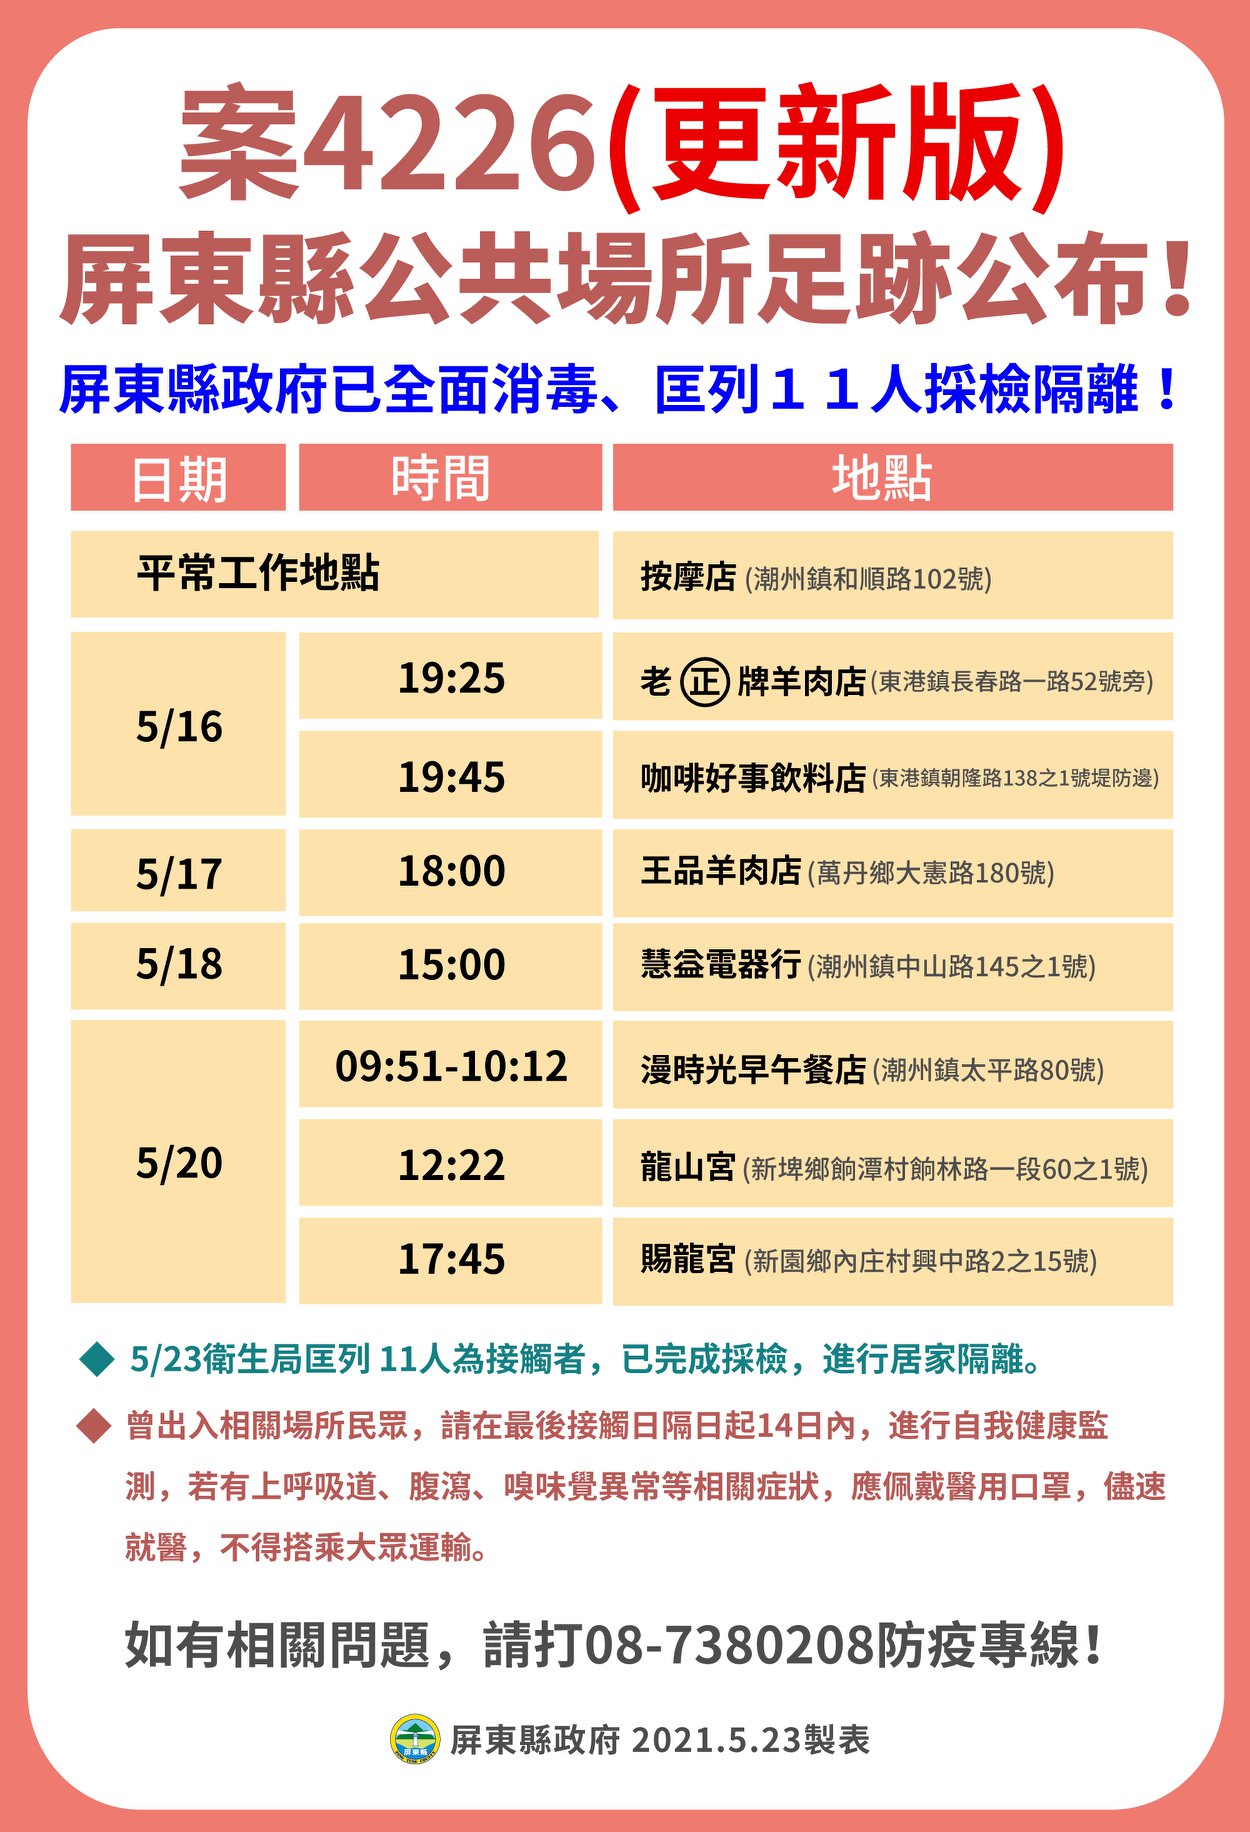 案4226(更新版)
屏東縣公共場所足跡公布!
屏東縣政府已全面消毒、匡列１１人採檢隔離！
日期 時間 地點
平常工作地點 按摩店 (潮州鎮和順路102號)
5/16
19:25 老㊣牌羊肉店(東港鎮長春路一路52號旁)
19:45 咖啡好事飲料店(東港鎮朝隆路138之1號堤防邊)
5/17 18:00 王品羊肉店(萬丹鄉大憲路180號)
5/18 15:00 慧益電器行(潮州鎮中山路145之1號)
5/20
09:51-10:12 漫時光早午餐店(潮州鎮太平路80號)
12:22 龍山宮(新埤鄉餉潭村餉林路一段60之1號)
17:45 賜龍宮(新園鄉內庄村興中路2之15號)
◆ 5/23衛生局匡列 11人為接觸者，已完成採檢，進行居家隔離。
◆ 曾出入相關場所民眾，請在最後接觸日隔日起14日內，進行自我健康監
測，若有上呼吸道、腹瀉、嗅味覺異常等相關症狀，應佩戴醫用口罩，儘速
就醫，不得搭乘大眾運輸。
如有相關問題，請打08-7380208防疫專線!
屏東縣政府 2021.5.23製表